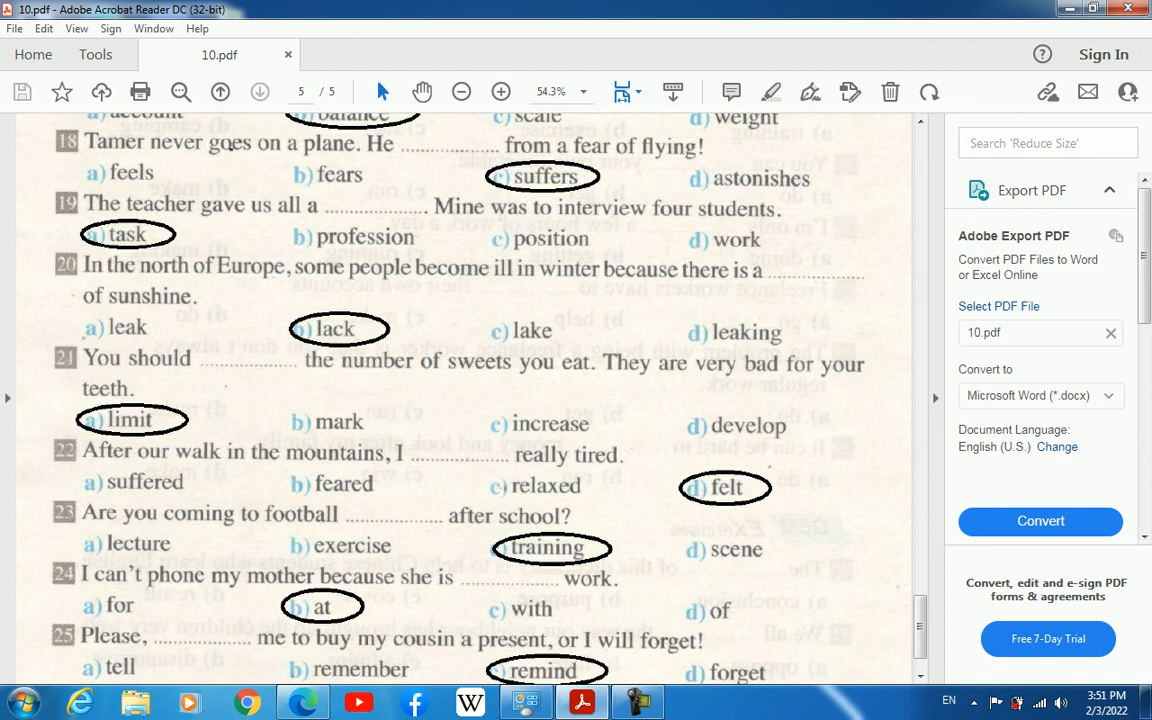 10.pdf - Adobe Acrobat Reader DC (32-bit)
File Edit View Sign Window Help
Home Tools 10.pdf × Sign In
5 / 5 54.3%
a) account b) balance c) scale d) weight
18 Tamer never goes on a plane. He ............... from a fear of flying!
a) feels b) fears c) suffers d) astonishes
19 The teacher gave us all a ............... . Mine was to interview four students.
a) task b) profession c) position d) work
20 In the north of Europe, some people become ill in winter because there is a ...............
of sunshine.
a) leak b) lack c) lake d) leaking
21 You should ............... the number of sweets you eat. They are very bad for your
teeth.
a) limit b) mark c) increase d) develop
22 After our walk in the mountains, I ............... really tired.
a) suffered b) feared c) relaxed d) felt
23 Are you coming to football ............... after school?
a) lecture b) exercise c) training d) scene
24 I can't phone my mother because she is ............... work.
a) for b) at c) with d) of
25 Please, ............... me to buy my cousin a present, or I will forget!
a) tell b) remember c) remind d) forget
Search 'Reduce Size'
Export PDF
Adobe Export PDF
Convert PDF Files to Word
or Excel Online
Select PDF File
10.pdf
Convert to
Microsoft Word (*.docx)
Document Language:
English (U.S.) Change
Convert
Convert, edit and e-sign PDF
forms & agreements
Free 7-Day Trial
EN
3:51 PM
2/3/2022